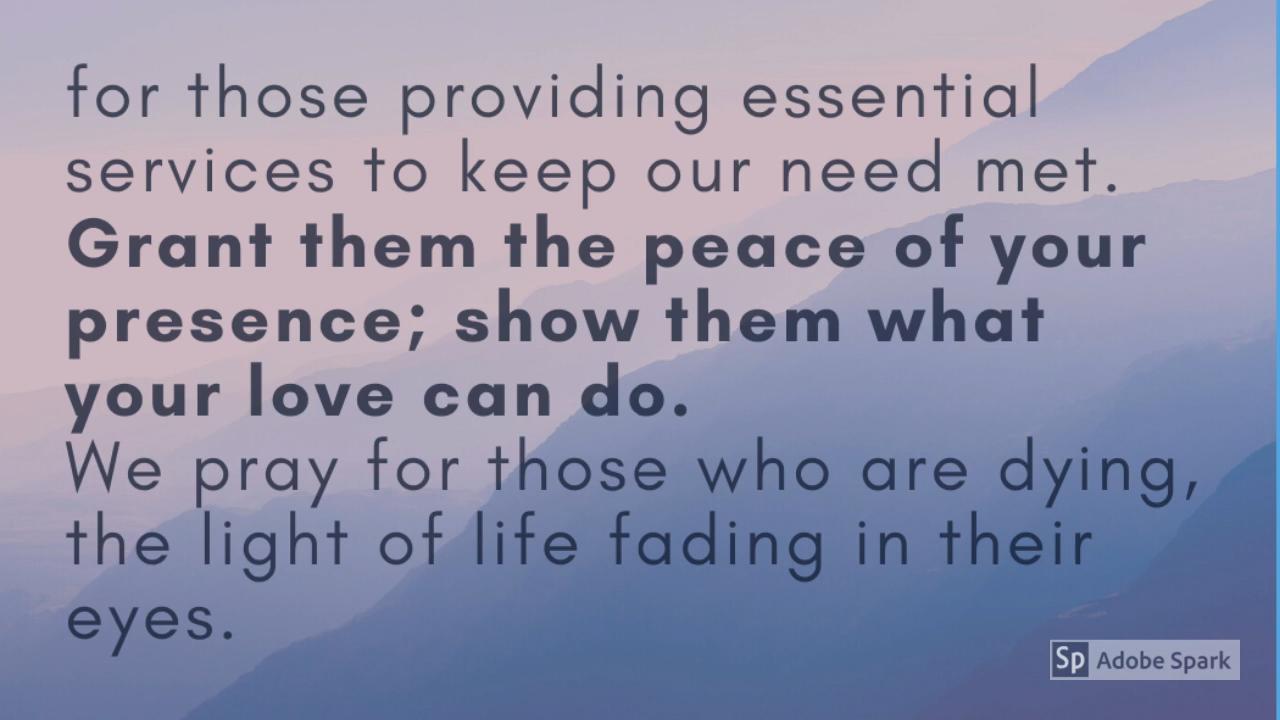 for those providing essential
services to keep our need met.
Grant them the peace of your
presence; show them what
your love can do.
We pray for those who are dying,
the light of life fading in their
eyes.
Sp Adobe Spark